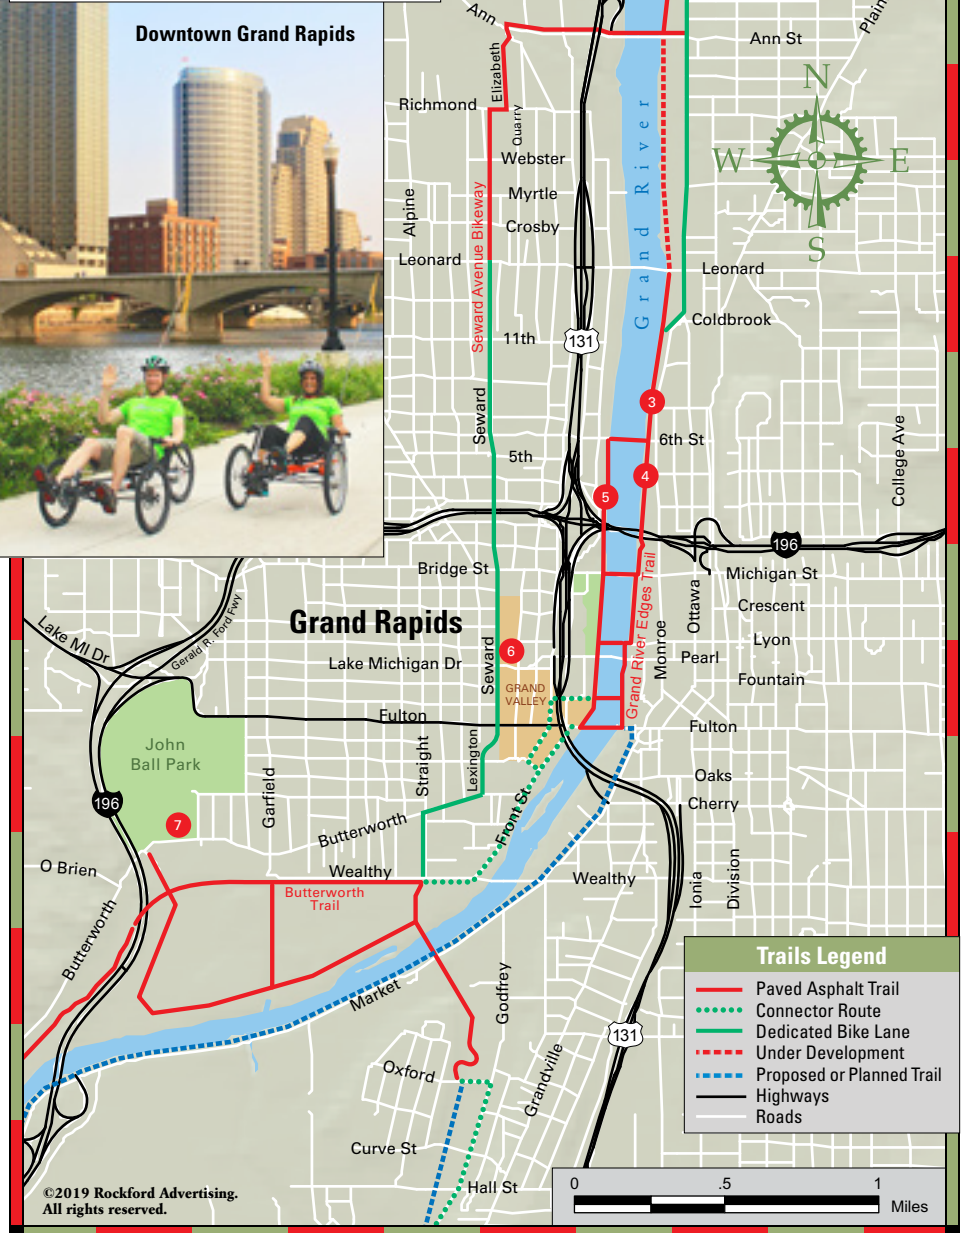 Downtown Grand Rapids
Ann
Plain
Ann St
Elizabeth
Richmond
Quarry
N
W
E
S
Webster
Myrtle
Crosby
Alpine
Leonard
Leonard
Grand River
Seward Avenue Bikeway
11th
131
Coldbrook
3
Seward
6th St
5th
4
5
College Ave
196
Bridge St
Michigan St
Grand River Edges Trail
Ottawa
Crescent
Lyon
Monroe
Pearl
Fountain
Grand Rapids
Lake MI Dr
Gerald R. Ford Fwy
Lake Michigan Dr
Seward
6
GRAND
VALLEY
Fulton
Fulton
John
Ball Park
Straight
Lexington
Garfield
Oaks
Cherry
196
7
Butterworth
Front St
O Brien
Wealthy
Wealthy
Butterworth
Trail
Ionia
Division
Butterworth
Market
Godfrey
131
Oxford
Grandville
Curve St
Hall St
Trails Legend
Paved Asphalt Trail
Connector Route
Dedicated Bike Lane
Under Development
Proposed or Planned Trail
Highways
Roads
0 .5 1
Miles
©2019 Rockford Advertising.
All rights reserved.